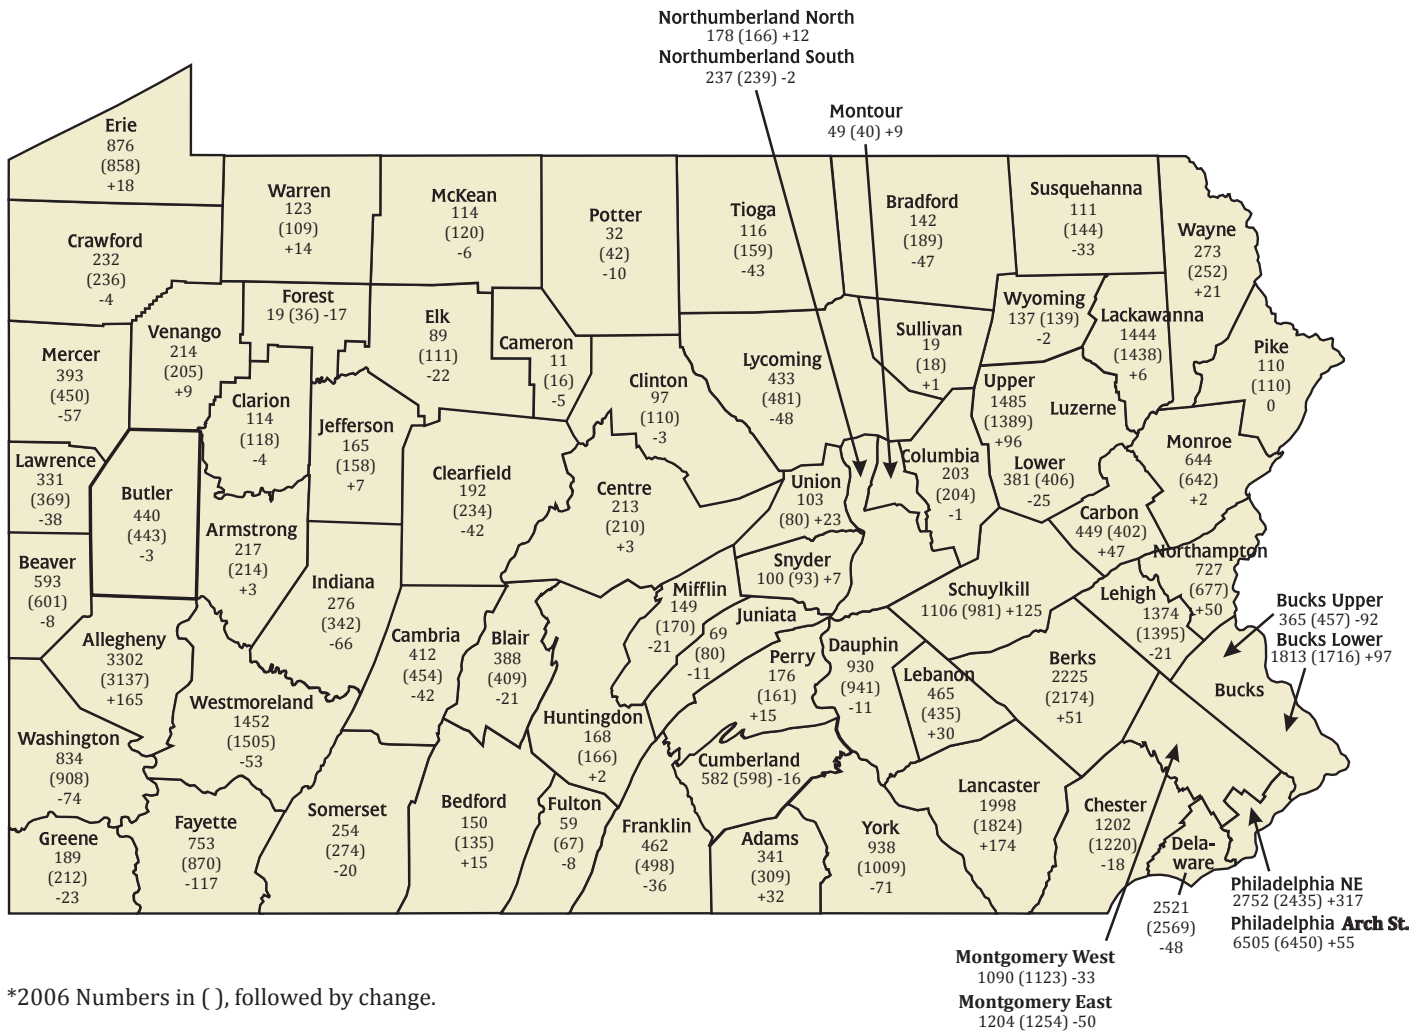 Northumberland North
178 (166) +12
Northumberland South
237 (239) -2
Montour
49 (40) +9
Erie
876
(858)
+18
Warren
123
(109)
+14
McKean
114
(120)
-6
Potter
32
(42)
-10
Tioga
116
(159)
-43
Bradford
142
(189)
-47
Susquehanna
111
(144)
-33
Wayne
273
(252)
+21
Crawford
232
(236)
-4
Forest
19 (36) -17
Venango
214
(205)
+9
Elk
89
(111)
-22
Cameron
11
(16)
-5
Wyoming
137 (139)
-2
Lackawanna
1444
(1438)
+6
Sullivan
19
(18)
+1
Pike
110
(110)
0
Mercer
393
(450)
-57
Lycoming
433
(481)
-48
Clinton
97
(110)
-3
Upper
1485
(1389)
+96
Luzerne
Lower
381 (406)
-25
Clarion
114
(118)
-4
Jefferson
165
(158)
+7
Monroe
644
(642)
+2
Lawrence
331
(369)
-38
Butler
440
(443)
-3
Clearfield
192
(234)
-42
Centre
213
(210)
+3
Union
103
(80) +23
Columbia
203
(204)
-1
Carbon
449 (402)
+47
Armstrong
217
(214)
+3
Northampton
727
(677)
+50
Beaver
593
(601)
-8
Indiana
276
(342)
-66
Snyder
100 (93) +7
Mifflin
149
(170)
-21
Juniata
69
(80)
-11
Schuylkill
1106 (981) +125
Lehigh
1374
(1395)
-21
Bucks Upper
365 (457) -92
Bucks Lower
1813 (1716) +97
Bucks
Allegheny
3302
(3137)
+165
Cambria
412
(454)
-42
Blair
388
(409)
-21
Perry
176
(161)
+15
Dauphin
930
(941)
-11
Lebanon
465
(435)
+30
Berks
2225
(2174)
+51
Westmoreland
1452
(1505)
-53
Huntingdon
168
(166)
+2
Washington
834
(908)
-74
Cumberland
582 (598) -16
Lancaster
1998
(1824)
+174
Chester
1202
(1220)
-18
Greene
189
(212)
-23
Fayette
753
(870)
-117
Somerset
254
(274)
-20
Bedford
150
(135)
+15
Fulton
59
(67)
-8
Franklin
462
(498)
-36
Adams
341
(309)
+32
York
938
(1009)
-71
Dela-
ware
2521
(2569)
-48
Philadelphia NE
2752 (2435) +317
Philadelphia Arch St.
6505 (6450) +55
Montgomery West
1090 (1123) -33
Montgomery East
1204 (1254) -50
*2006 Numbers in ( ), followed by change.